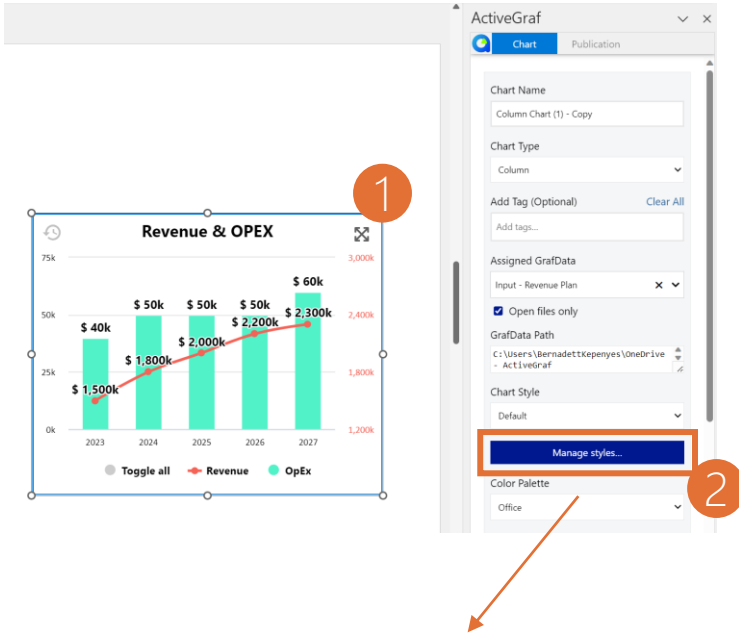 ActiveGraf
Chart Publication
Chart Name
Column Chart (1) - Copy
Chart Type
Column
Add Tag (Optional) Clear All
Add tags...
Assigned GrafData
Input - Revenue Plan
Open files only
GrafData Path
C:\Users\BernadettKepenyes\OneDrive
- ActiveGraf
Chart Style
Default
Manage styles...
Color Palette
Office
1
2
Revenue & OPEX
75k
50k
25k
0k
3,000k
2,400k
1,800k
1,200k
$ 40k
$ 50k
$ 50k
$ 50k
$ 60k
$ 1,500k
$ 1,800k
$ 2,000k
$ 2,200k
$ 2,300k
2023 2024 2025 2026 2027
Toggle all Revenue OpEx